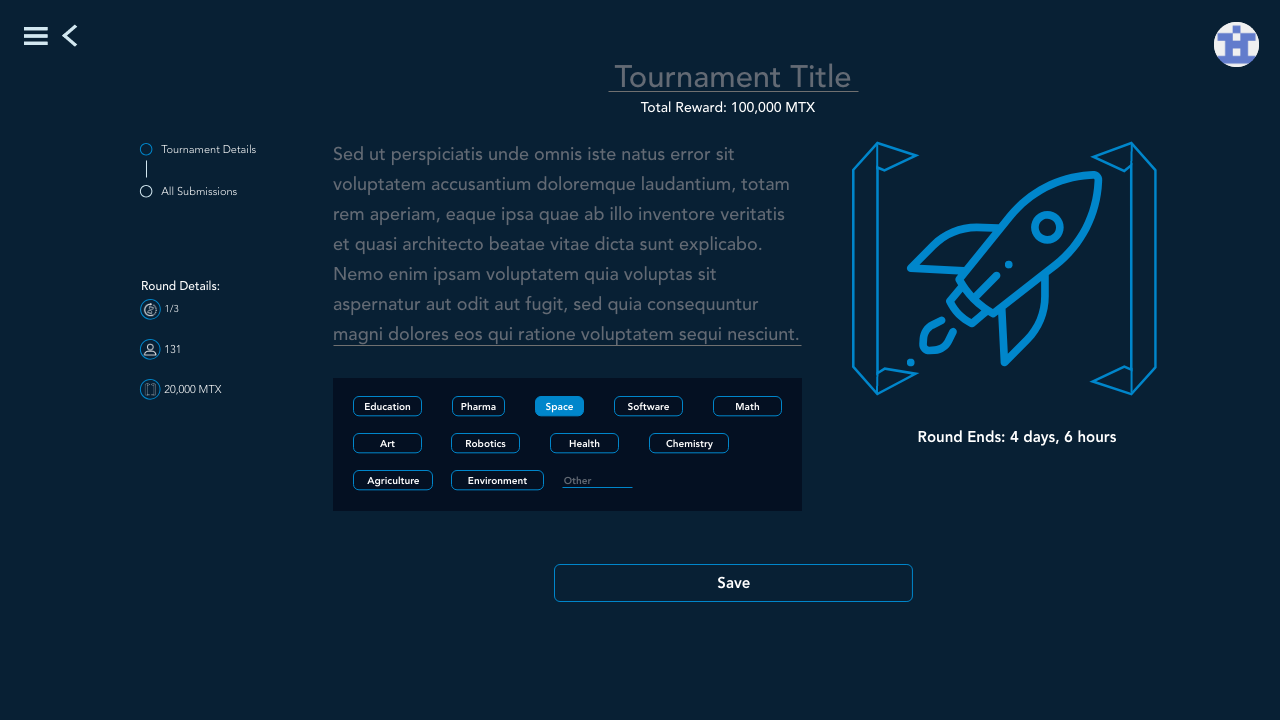 Tournament Title
Total Reward: 100,000 MTX
Tournament Details
All Submissions
Round Details:
1/3
131
20,000 MTX
Sed ut perspiciatis unde omnis iste natus error sit
voluptatem accusantium doloremque laudantium, totam
rem aperiam, eaque ipsa quae ab illo inventore veritatis
et quasi architecto beatae vitae dicta sunt explicabo.
Nemo enim ipsam voluptatem quia voluptas sit
aspernatur aut odit aut fugit, sed quia consequuntur
magni dolores eos qui ratione voluptatem sequi nesciunt.
Education Pharma Space Software Math
Art Robotics Health Chemistry
Agriculture Environment Other
Round Ends: 4 days, 6 hours
Save